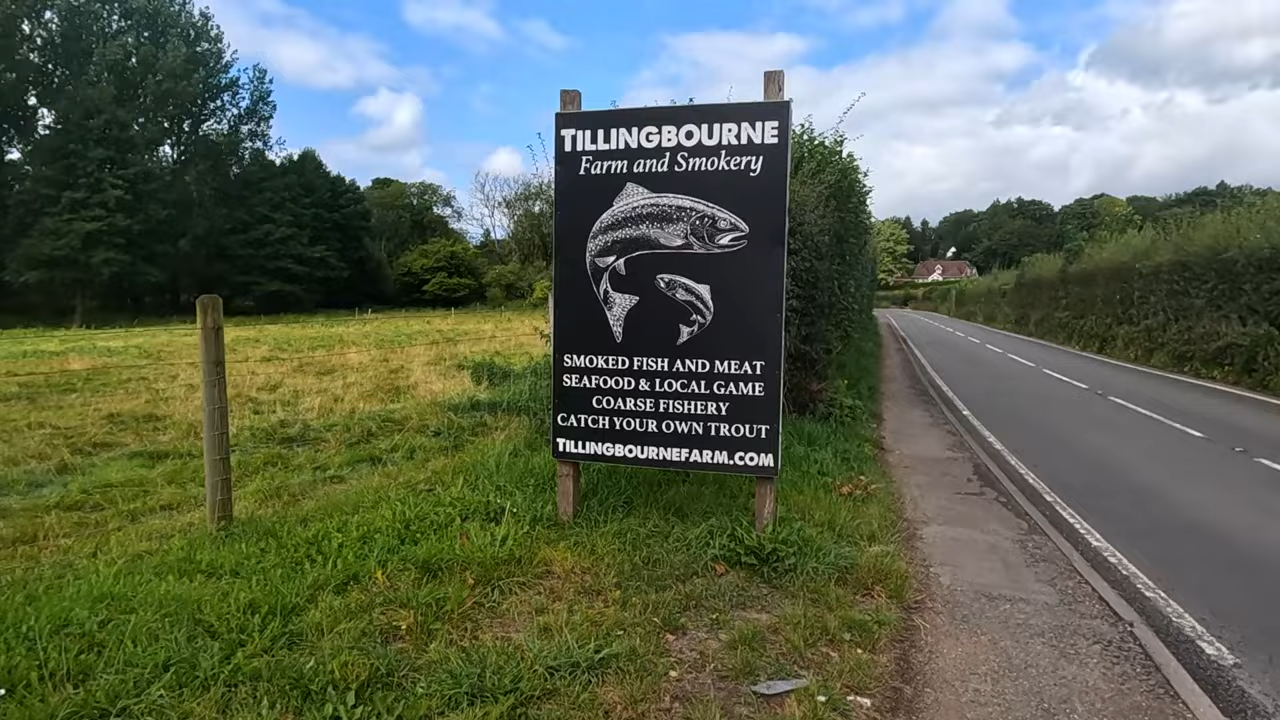 TILLINGBOURNE
Farm and Smokery
SMOKED FISH AND MEAT
SEAFOOD & LOCAL GAME
COARSE FISHERY
CATCH YOUR OWN TROUT
TILLINGBOURNEFARM.COM